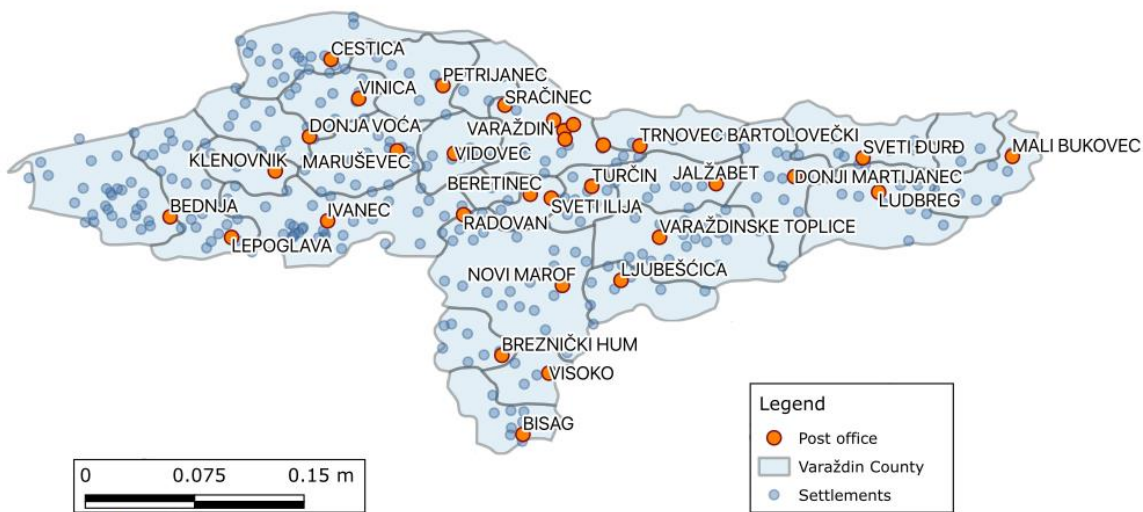 CESTICA
PETRIJANEC
VINICA
SRAČINEC
DONJA VOĆA
VARAŽDIN
TRNOVEC BARTOLOVEČKI
KLENOVNIK
MARUŠEVEC
VIDOVEC
SVETI ĐURĐ
MALI BUKOVEC
TURČIN
JALŽABET
DONJI MARTIJANEC
BERETINEC
SVETI ILIJA
LUDBREG
BEDNJA
IVANEC
RADOVAN
VARAŽDINSKE TOPLICE
LEPOGLAVA
NOVI MAROF
LJUBEŠĆICA
BREZNIČKI HUM
VISOKO
BISAG
Legend
Post office
Varaždin County
Settlements
0 0.075 0.15 m